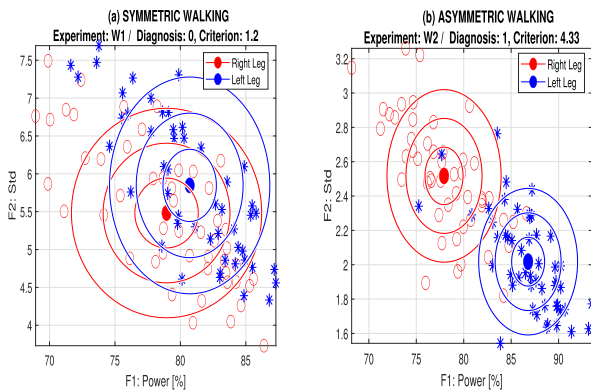 (a) SYMMETRIC WALKING
Experiment: W1 / Diagnosis: 0, Criterion: 1.2
Right Leg
Left Leg
7.5
7
6.5
6
5.5
5
4.5
4
F2: Std
70
75
80
85
F1: Power [%]
(b) ASYMMETRIC WALKING
Experiment: W2 / Diagnosis: 1, Criterion: 4.33
Right Leg
Left Leg
3.2
3
2.8
2.6
2.4
2.2
2
1.8
1.6
F2: Std
70
75
80
85
90
F1: Power [%]